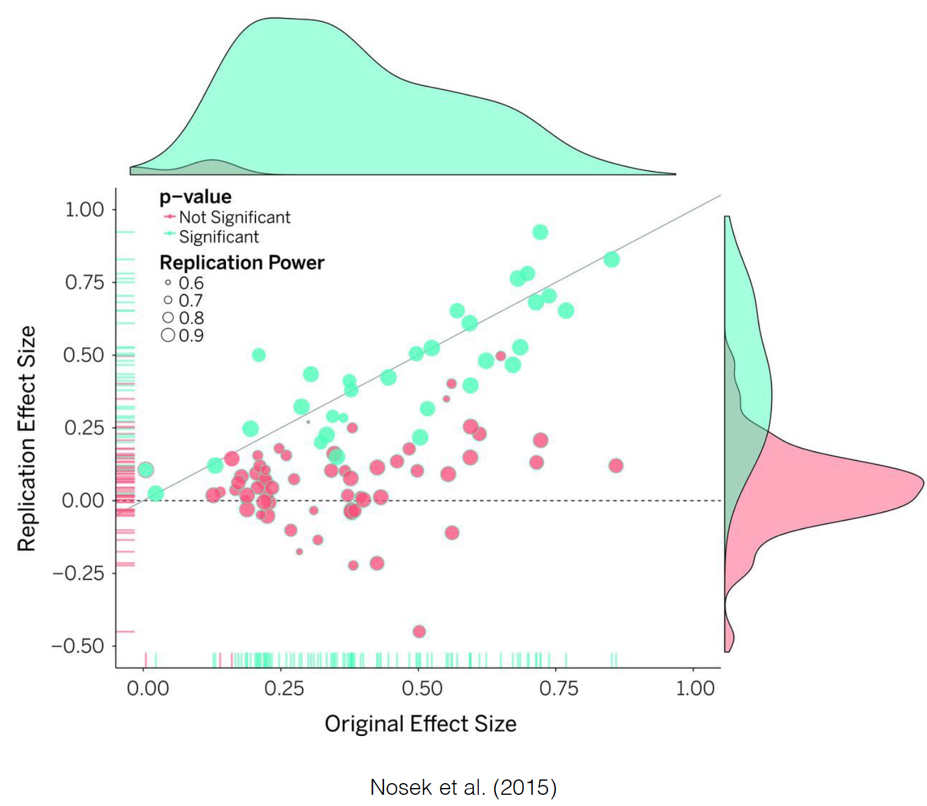 p−value
Not Significant
Significant
Replication Power
0.6
0.7
0.8
0.9
1.00
0.75
0.50
0.25
0.00
−0.25
−0.50
Replication Effect Size
0.00 0.25 0.50 0.75 1.00
Original Effect Size
Nosek et al. (2015)